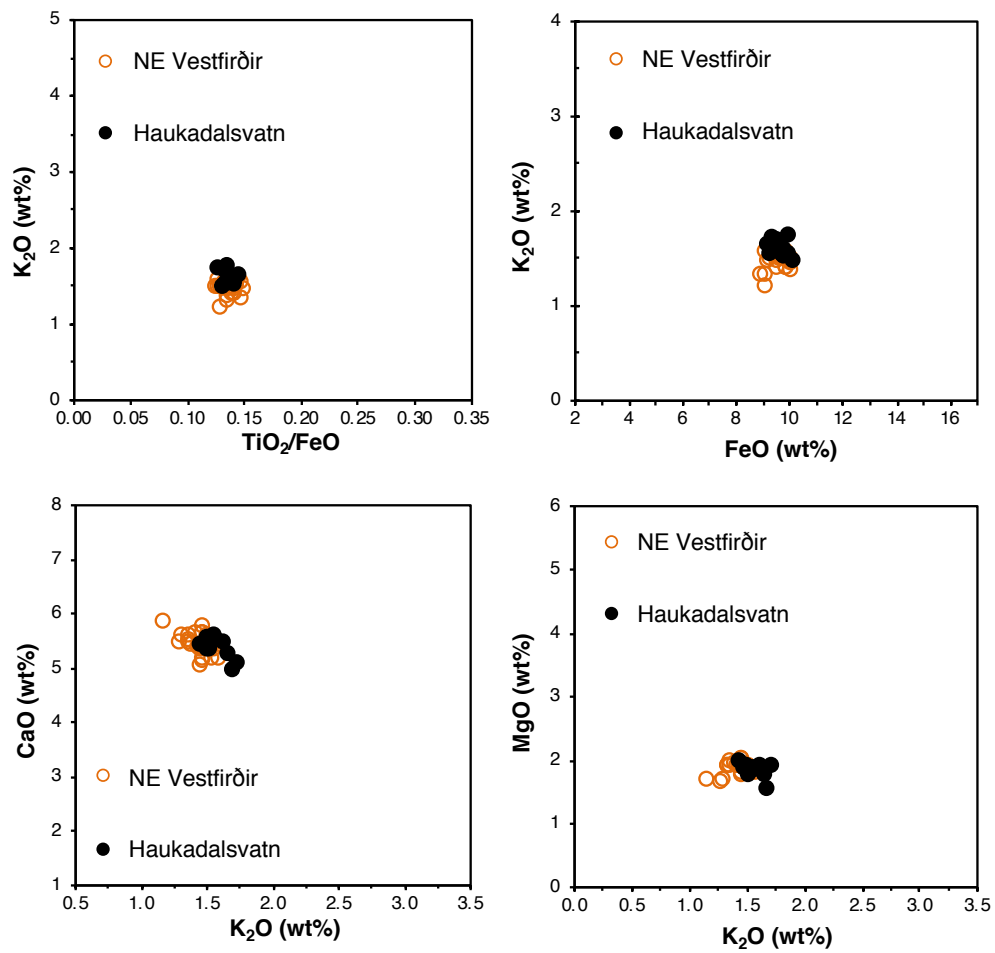 5
4
3
2
1
0
K₂O (wt%)
NE Vestfirðir
Haukadalsvatn
0.00 0.05 0.10 0.15 0.20 0.25 0.30 0.35
TiO₂/FeO
4
3
2
1
0
K₂O (wt%)
NE Vestfirðir
Haukadalsvatn
2 4 6 8 10 12 14 16
FeO (wt%)
8
7
6
5
4
3
2
1
CaO (wt%)
NE Vestfirðir
Haukadalsvatn
0.5 1.0 1.5 2.0 2.5 3.0 3.5
K₂O (wt%)
6
5
4
3
2
1
0
MgO (wt%)
NE Vestfirðir
Haukadalsvatn
0.0 0.5 1.0 1.5 2.0 2.5 3.0 3.5
K₂O (wt%)